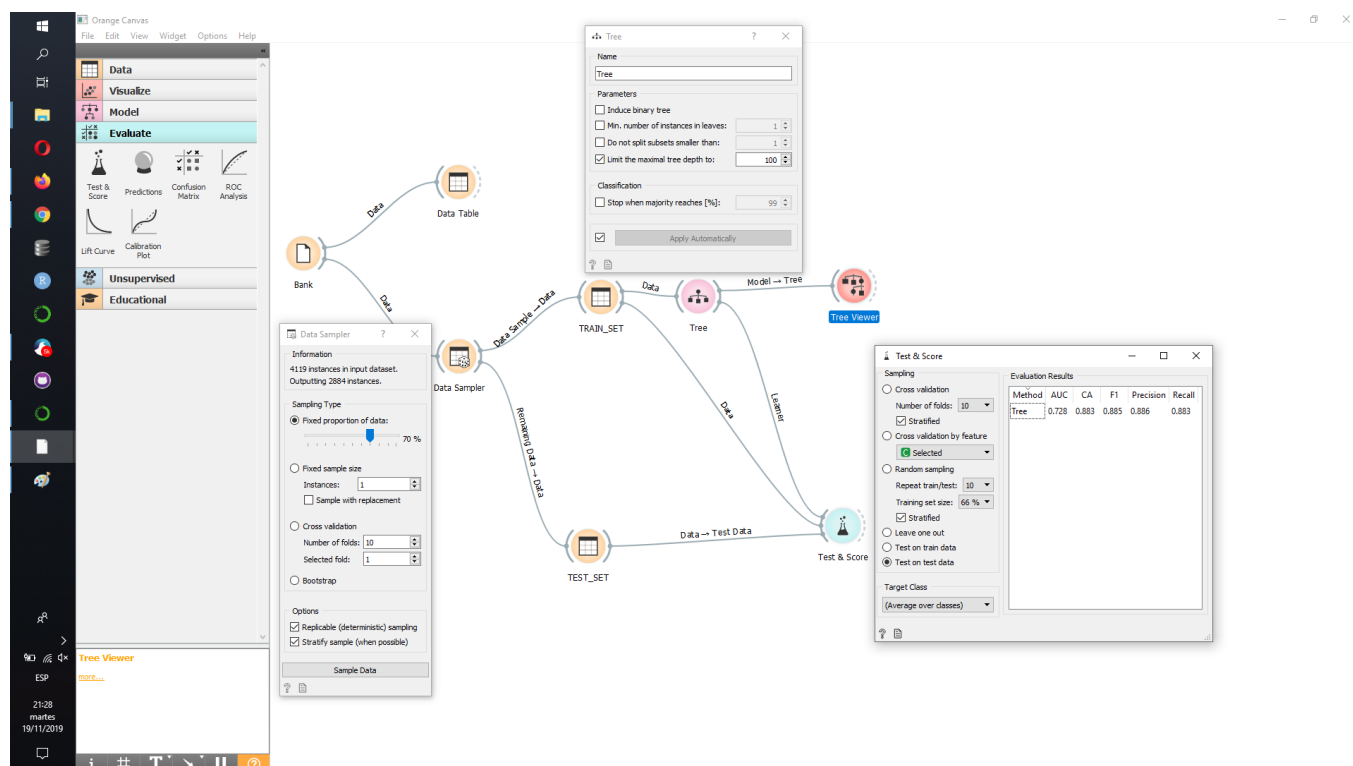 Orange Canvas
File Edit View Widget Options Help
Data
Visualize
Model
Evaluate
Test & Score
Predictions
Confusion Matrix
ROC Analysis
Lift Curve
Calibration Plot
Unsupervised
Educational
Tree Viewer
more...
ESP
21:28
martes
19/11/2019
Bank
Data
Data Table
Data
Data Sampler
Data Sample → Data
TRAIN_SET
Data
Tree
Model → Tree
Tree Viewer
Remaining Data → Data
Data
Learner
TEST_SET
Data → Test Data
Test & Score
Tree ? ×
Name
Tree
Parameters
Induce binary tree
Min. number of instances in leaves: 1
Do not split subsets smaller than: 1
Limit the maximal tree depth to: 100
Classification
Stop when majority reaches [%]: 99
Apply Automatically
?
Data Sampler ? ×
Information
4119 instances in input dataset.
Outputting 2884 instances.
Sampling Type
Fixed proportion of data:
70 %
Fixed sample size
Instances: 1
Sample with replacement
Cross validation
Number of folds: 10
Selected fold: 1
Bootstrap
Options
Replicable (deterministic) sampling
Stratify sample (when possible)
Sample Data
?
Test & Score
Sampling
Cross validation
Number of folds: 10
Stratified
Cross validation by feature
C Selected
Random sampling
Repeat train/test: 10
Training set size: 66 %
Stratified
Leave one out
Test on train data
Test on test data
Target Class
(Average over classes)
?
Evaluation Results
Method AUC CA F1 Precision Recall
Tree 0.728 0.883 0.885 0.886 0.883